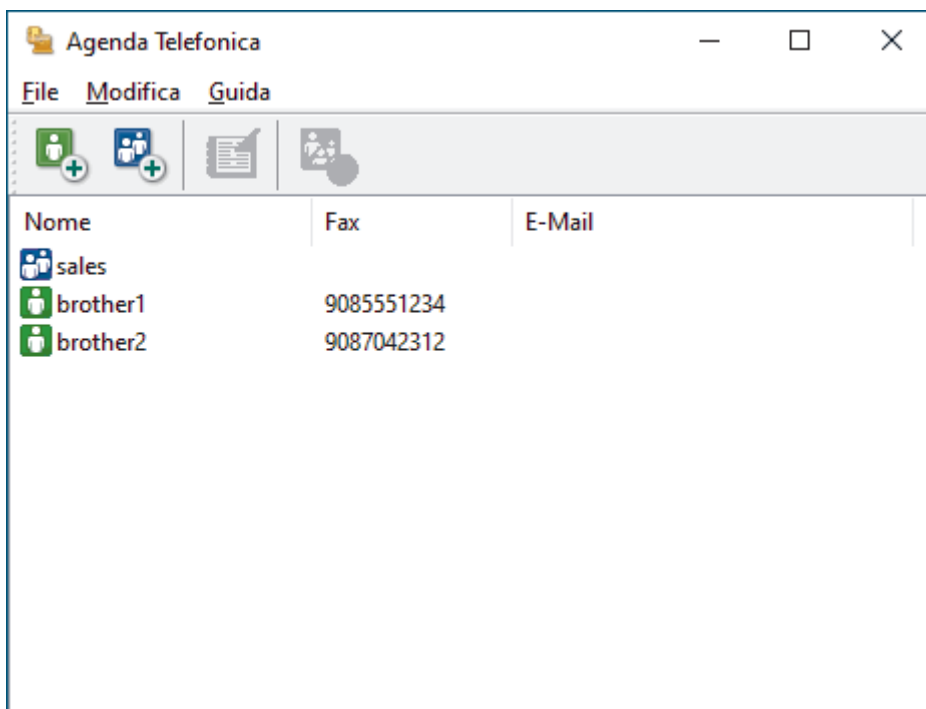 Agenda Telefonica
File Modifica Guida
Nome Fax E-Mail
sales
brother1 9085551234
brother2 9087042312